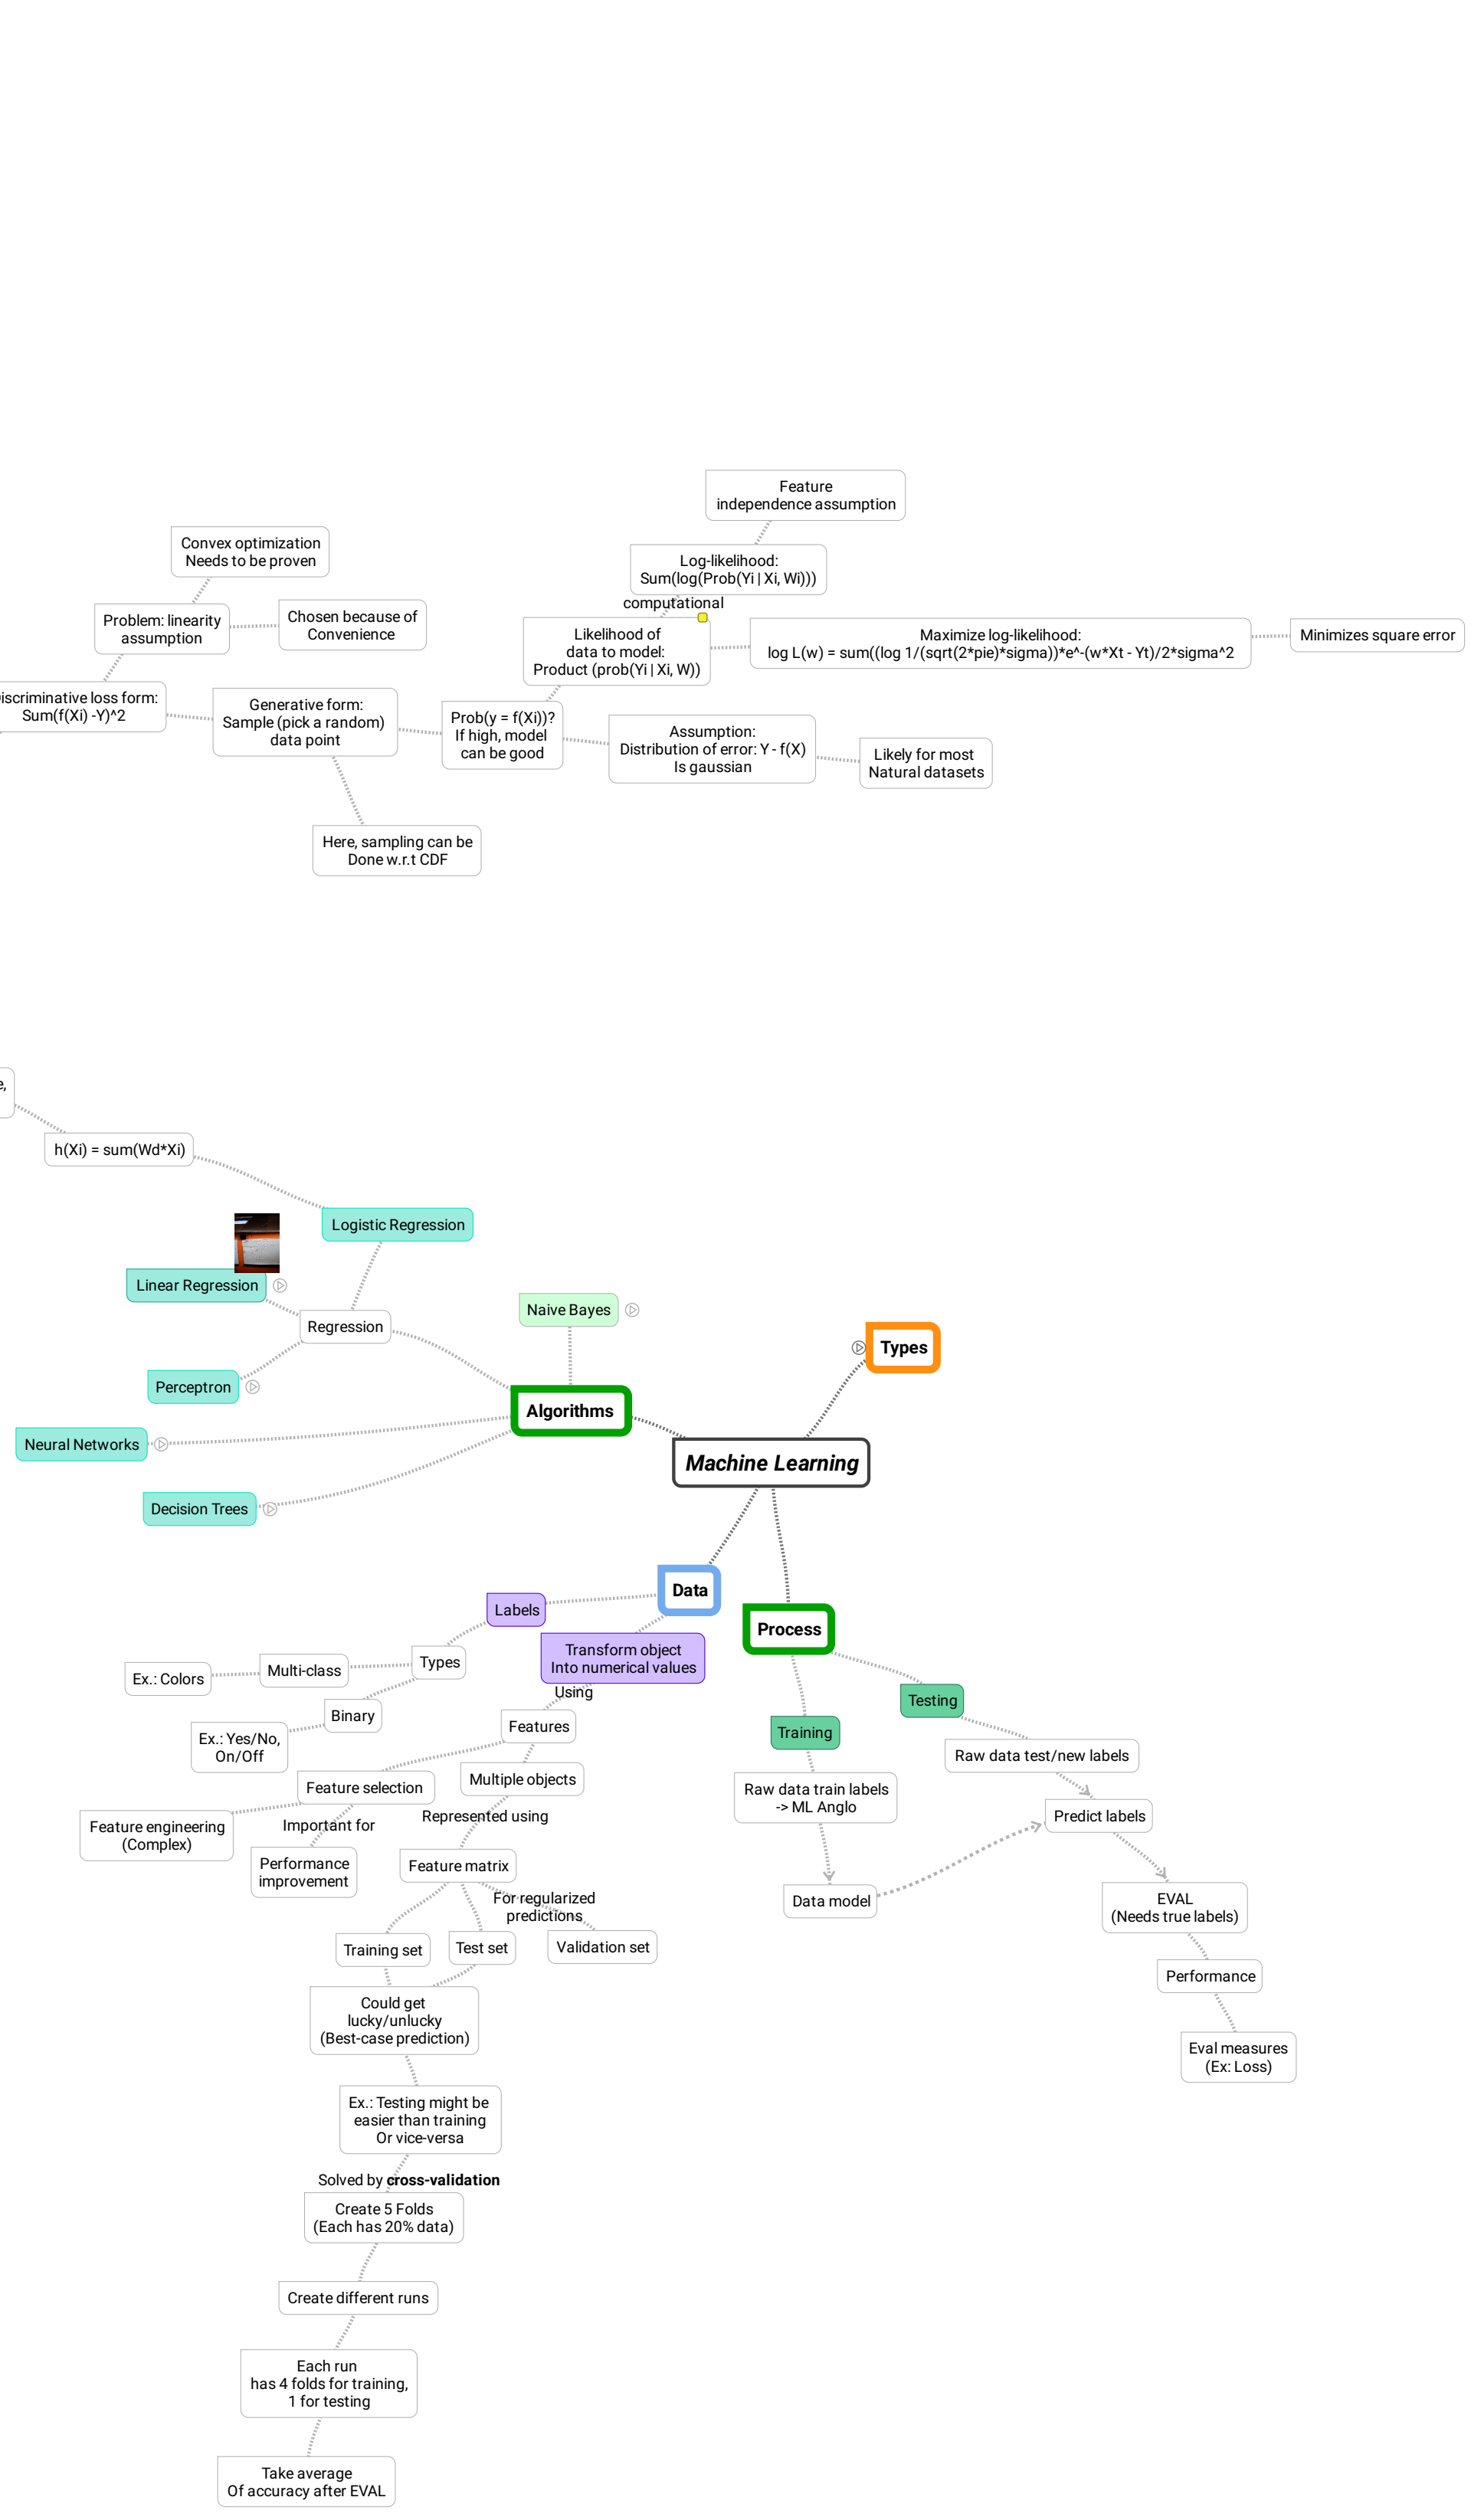 Feature
independence assumption
Convex optimization
Needs to be proven
Log-likelihood:
Sum(log(Prob(Yi | Xi, Wi)))
computational
Problem: linearity
assumption
Chosen because of
Convenience
Likelihood of
data to model:
Product (prob(Yi | Xi, W))
Maximize log-likelihood:
log L(w) = sum((log 1/(sqrt(2*pie)*sigma))*e^-(w*Xt - Yt)/2*sigma^2
Minimizes square error
iscriminative loss form:
Sum(f(Xi) -Y)^2
Generative form:
Sample (pick a random)
data point
Prob(y = f(Xi))?
If high, model
can be good
Assumption:
Distribution of error: Y - f(X)
Is gaussian
Likely for most
Natural datasets
Here, sampling can be
Done w.r.t CDF
e,
h(Xi) = sum(Wd*Xi)
Logistic Regression
Linear Regression
Regression
Naive Bayes
Types
Perceptron
Algorithms
Neural Networks
Machine Learning
Decision Trees
Data
Labels
Process
Transform object
Into numerical values
Using
Types
Multi-class
Ex.: Colors
Binary
Ex.: Yes/No,
On/Off
Features
Testing
Training
Raw data test/new labels
Feature selection
Multiple objects
Raw data train labels
-> ML Anglo
Predict labels
Feature engineering
(Complex)
Important for
Represented using
Performance
improvement
Feature matrix
Data model
For regularized
predictions
EVAL
(Needs true labels)
Training set
Test set
Validation set
Performance
Could get
lucky/unlucky
(Best-case prediction)
Eval measures
(Ex: Loss)
Ex.: Testing might be
easier than training
Or vice-versa
Solved by cross-validation
Create 5 Folds
(Each has 20% data)
Create different runs
Each run
has 4 folds for training,
1 for testing
Take average
Of accuracy after EVAL